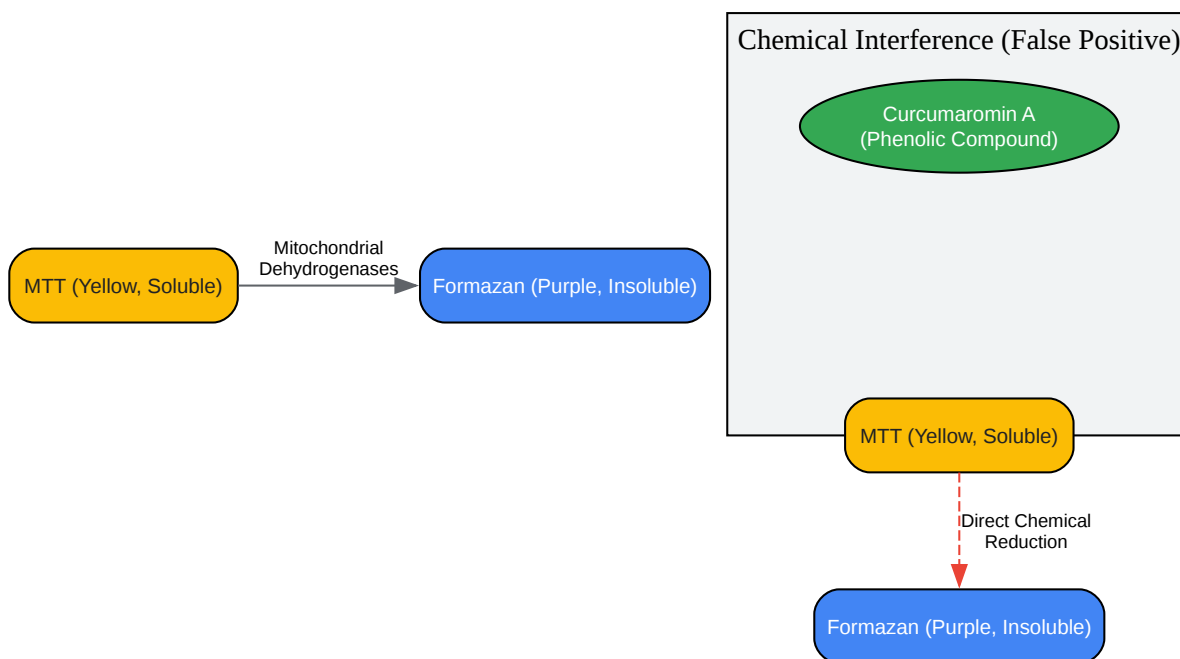 Chemical Interference (False Positive)
Curcumaromin A
(Phenolic Compound)
Mitochondrial
Dehydrogenases
MTT (Yellow, Soluble)
Formazan (Purple, Insoluble)
MTT (Yellow, Soluble)
Direct Chemical
Reduction
Formazan (Purple, Insoluble)